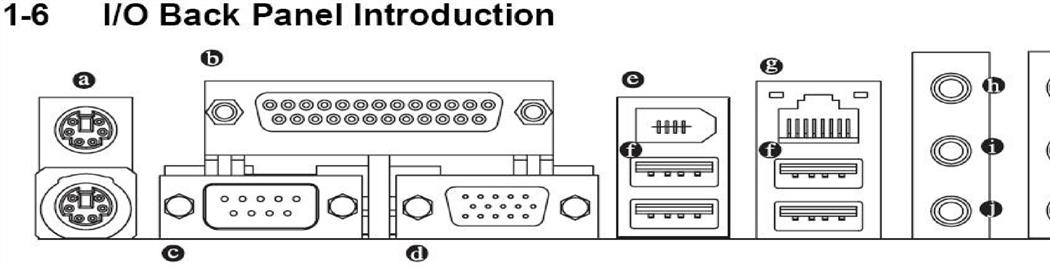 1-6 I/O Back Panel Introduction
b
a e g
h
f f i
j
c d